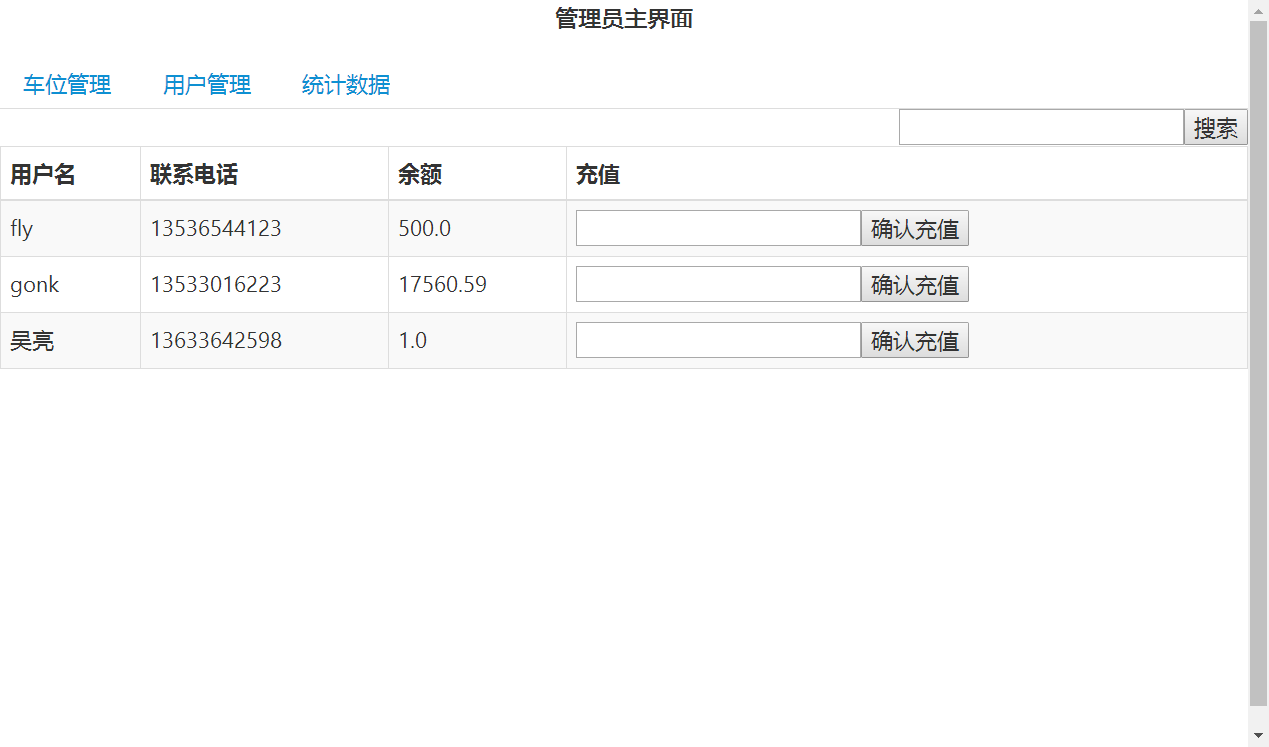 管理员主界面
车位管理 用户管理 统计数据
搜索
用户名 联系电话 余额 充值
fly 13536544123 500.0 确认充值
gonk 13533016223 17560.59 确认充值
吴亮 13633642598 1.0 确认充值